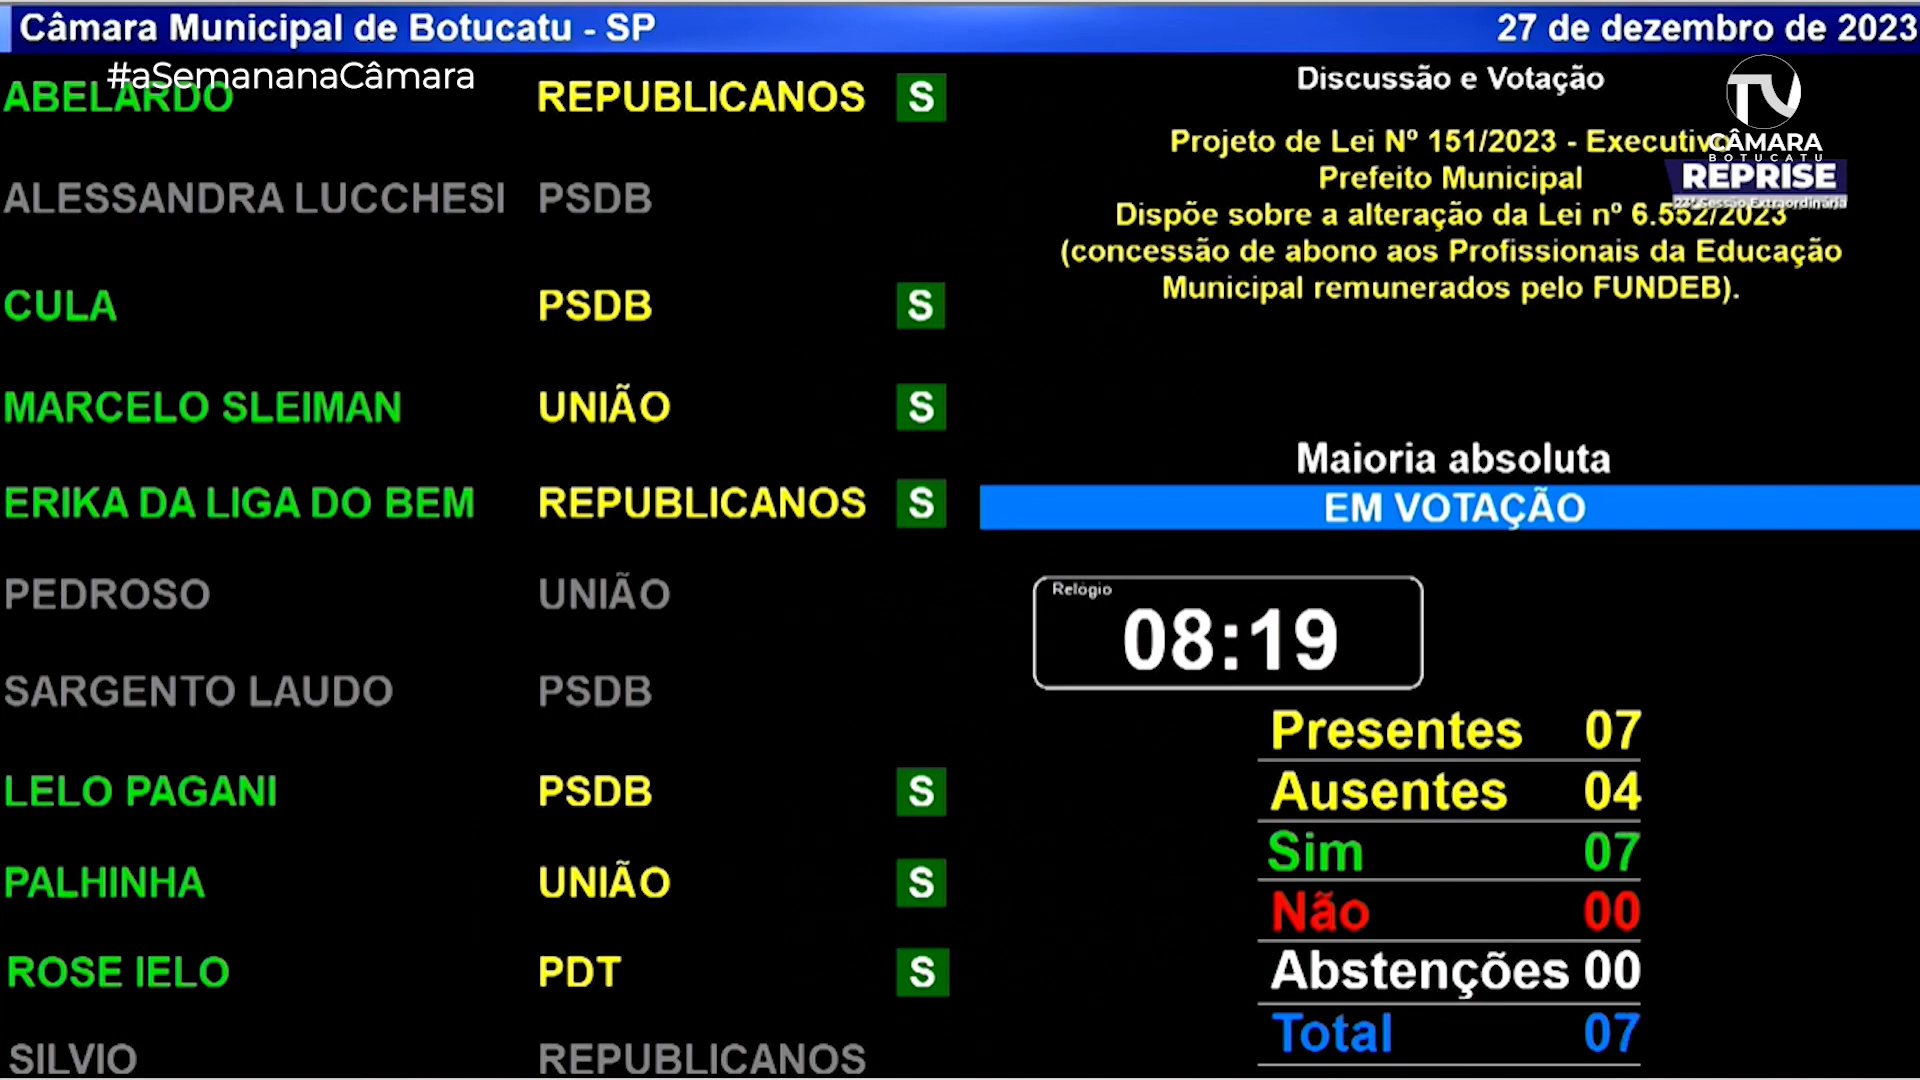 Câmara Municipal de Botucatu - SP
27 de dezembro de 2023
#aSemananaCâmara
ABELARDO REPUBLICANOS S
ALESSANDRA LUCCHESI PSDB
CULA PSDB S
MARCELO SLEIMAN UNIÃO S
ERIKA DA LIGA DO BEM REPUBLICANOS S
PEDROSO UNIÃO
SARGENTO LAUDO PSDB
LELO PAGANI PSDB S
PALHINHA UNIÃO S
ROSE IELO PDT S
SILVIO REPUBLICANOS
Discussão e Votação
Projeto de Lei Nº 151/2023 - Executivo
Prefeito Municipal
Dispõe sobre a alteração da Lei nº 6.552/2023
(concessão de abono aos Profissionais da Educação
Municipal remunerados pelo FUNDEB).
TV
CÂMARA
BOTUCATU
REPRISE
23ª Sessão Extraordinária
Maioria absoluta
EM VOTAÇÃO
Relógio
08:19
Presentes 07
Ausentes 04
Sim 07
Não 00
Abstenções 00
Total 07